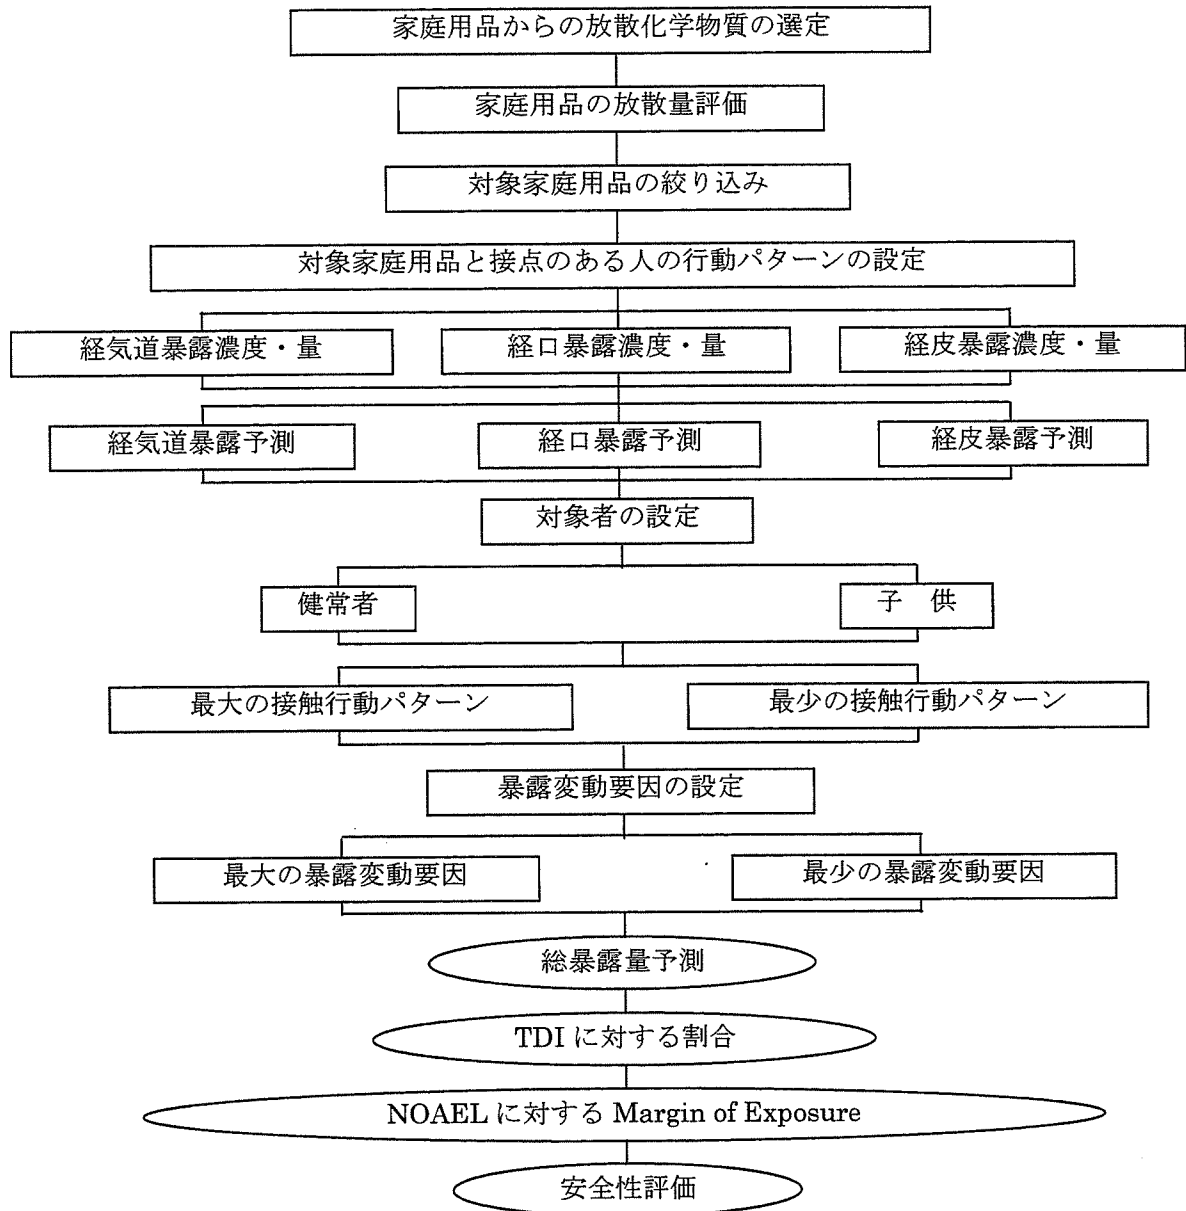 家庭用品からの放散化学物質の選定
家庭用品の放散量評価
対象家庭用品の絞り込み
対象家庭用品と接点のある人の行動パターンの設定
経気道暴露濃度・量
経口暴露濃度・量
経皮暴露濃度・量
経気道暴露予測
経口暴露予測
経皮暴露予測
対象者の設定
健常者
子　供
最大の接触行動パターン
最少の接触行動パターン
暴露変動要因の設定
最大の暴露変動要因
最少の暴露変動要因
総暴露量予測
TDI に対する割合
NOAEL に対する Margin of Exposure
安全性評価